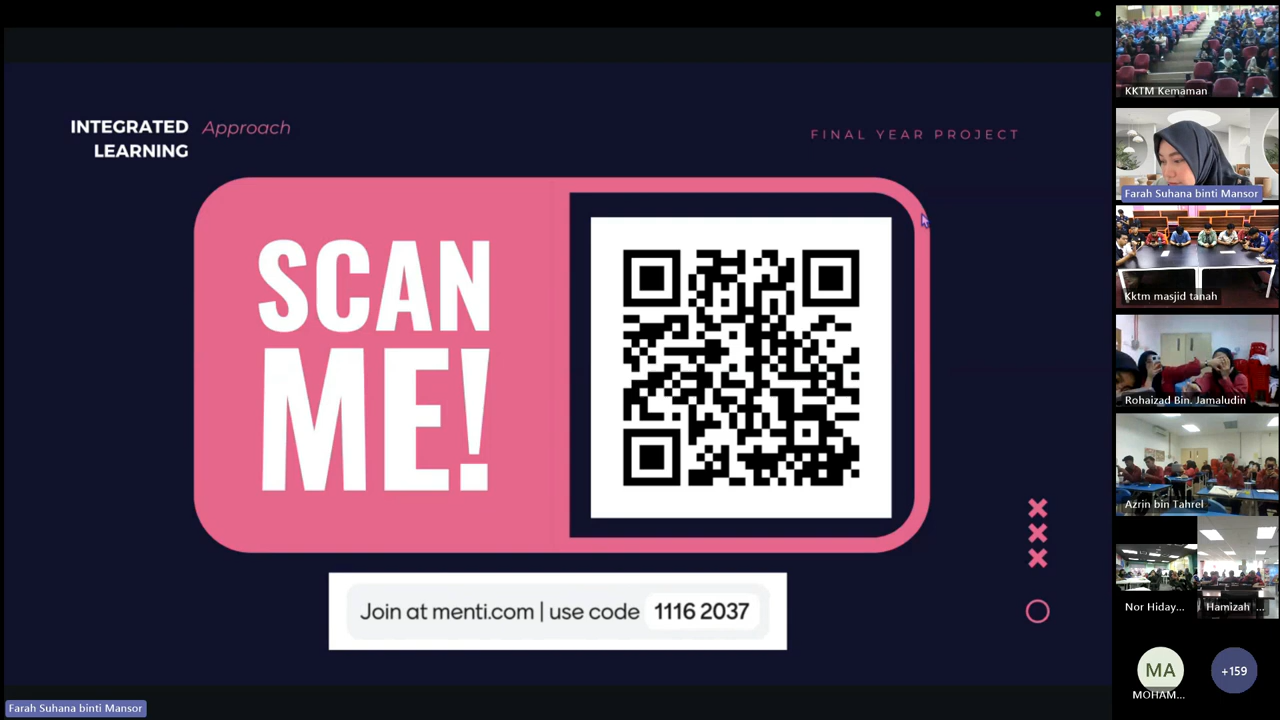 INTEGRATED Approach
LEARNING
FINAL YEAR PROJECT
SCAN
ME!
Join at menti.com | use code 1116 2037
Farah Suhana binti Mansor
KKTM Kemaman
Farah Suhana binti Mansor
Kktm masjid tanah
Rohaizad Bin. Jamaludin
Azrin bin Tahrel
Nor Hiday...
Hamizah ...
MA
MOHAM...
+159